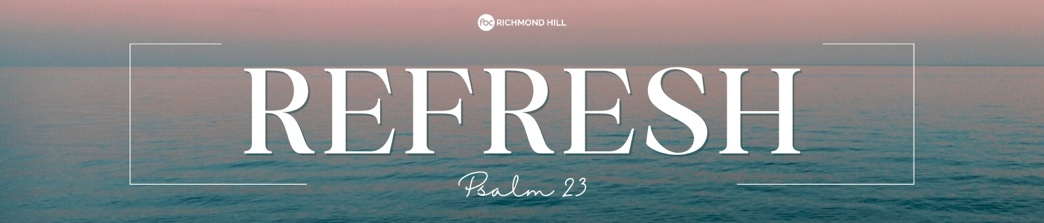 fbc RICHMOND HILL
REFRESH
Psalm 23